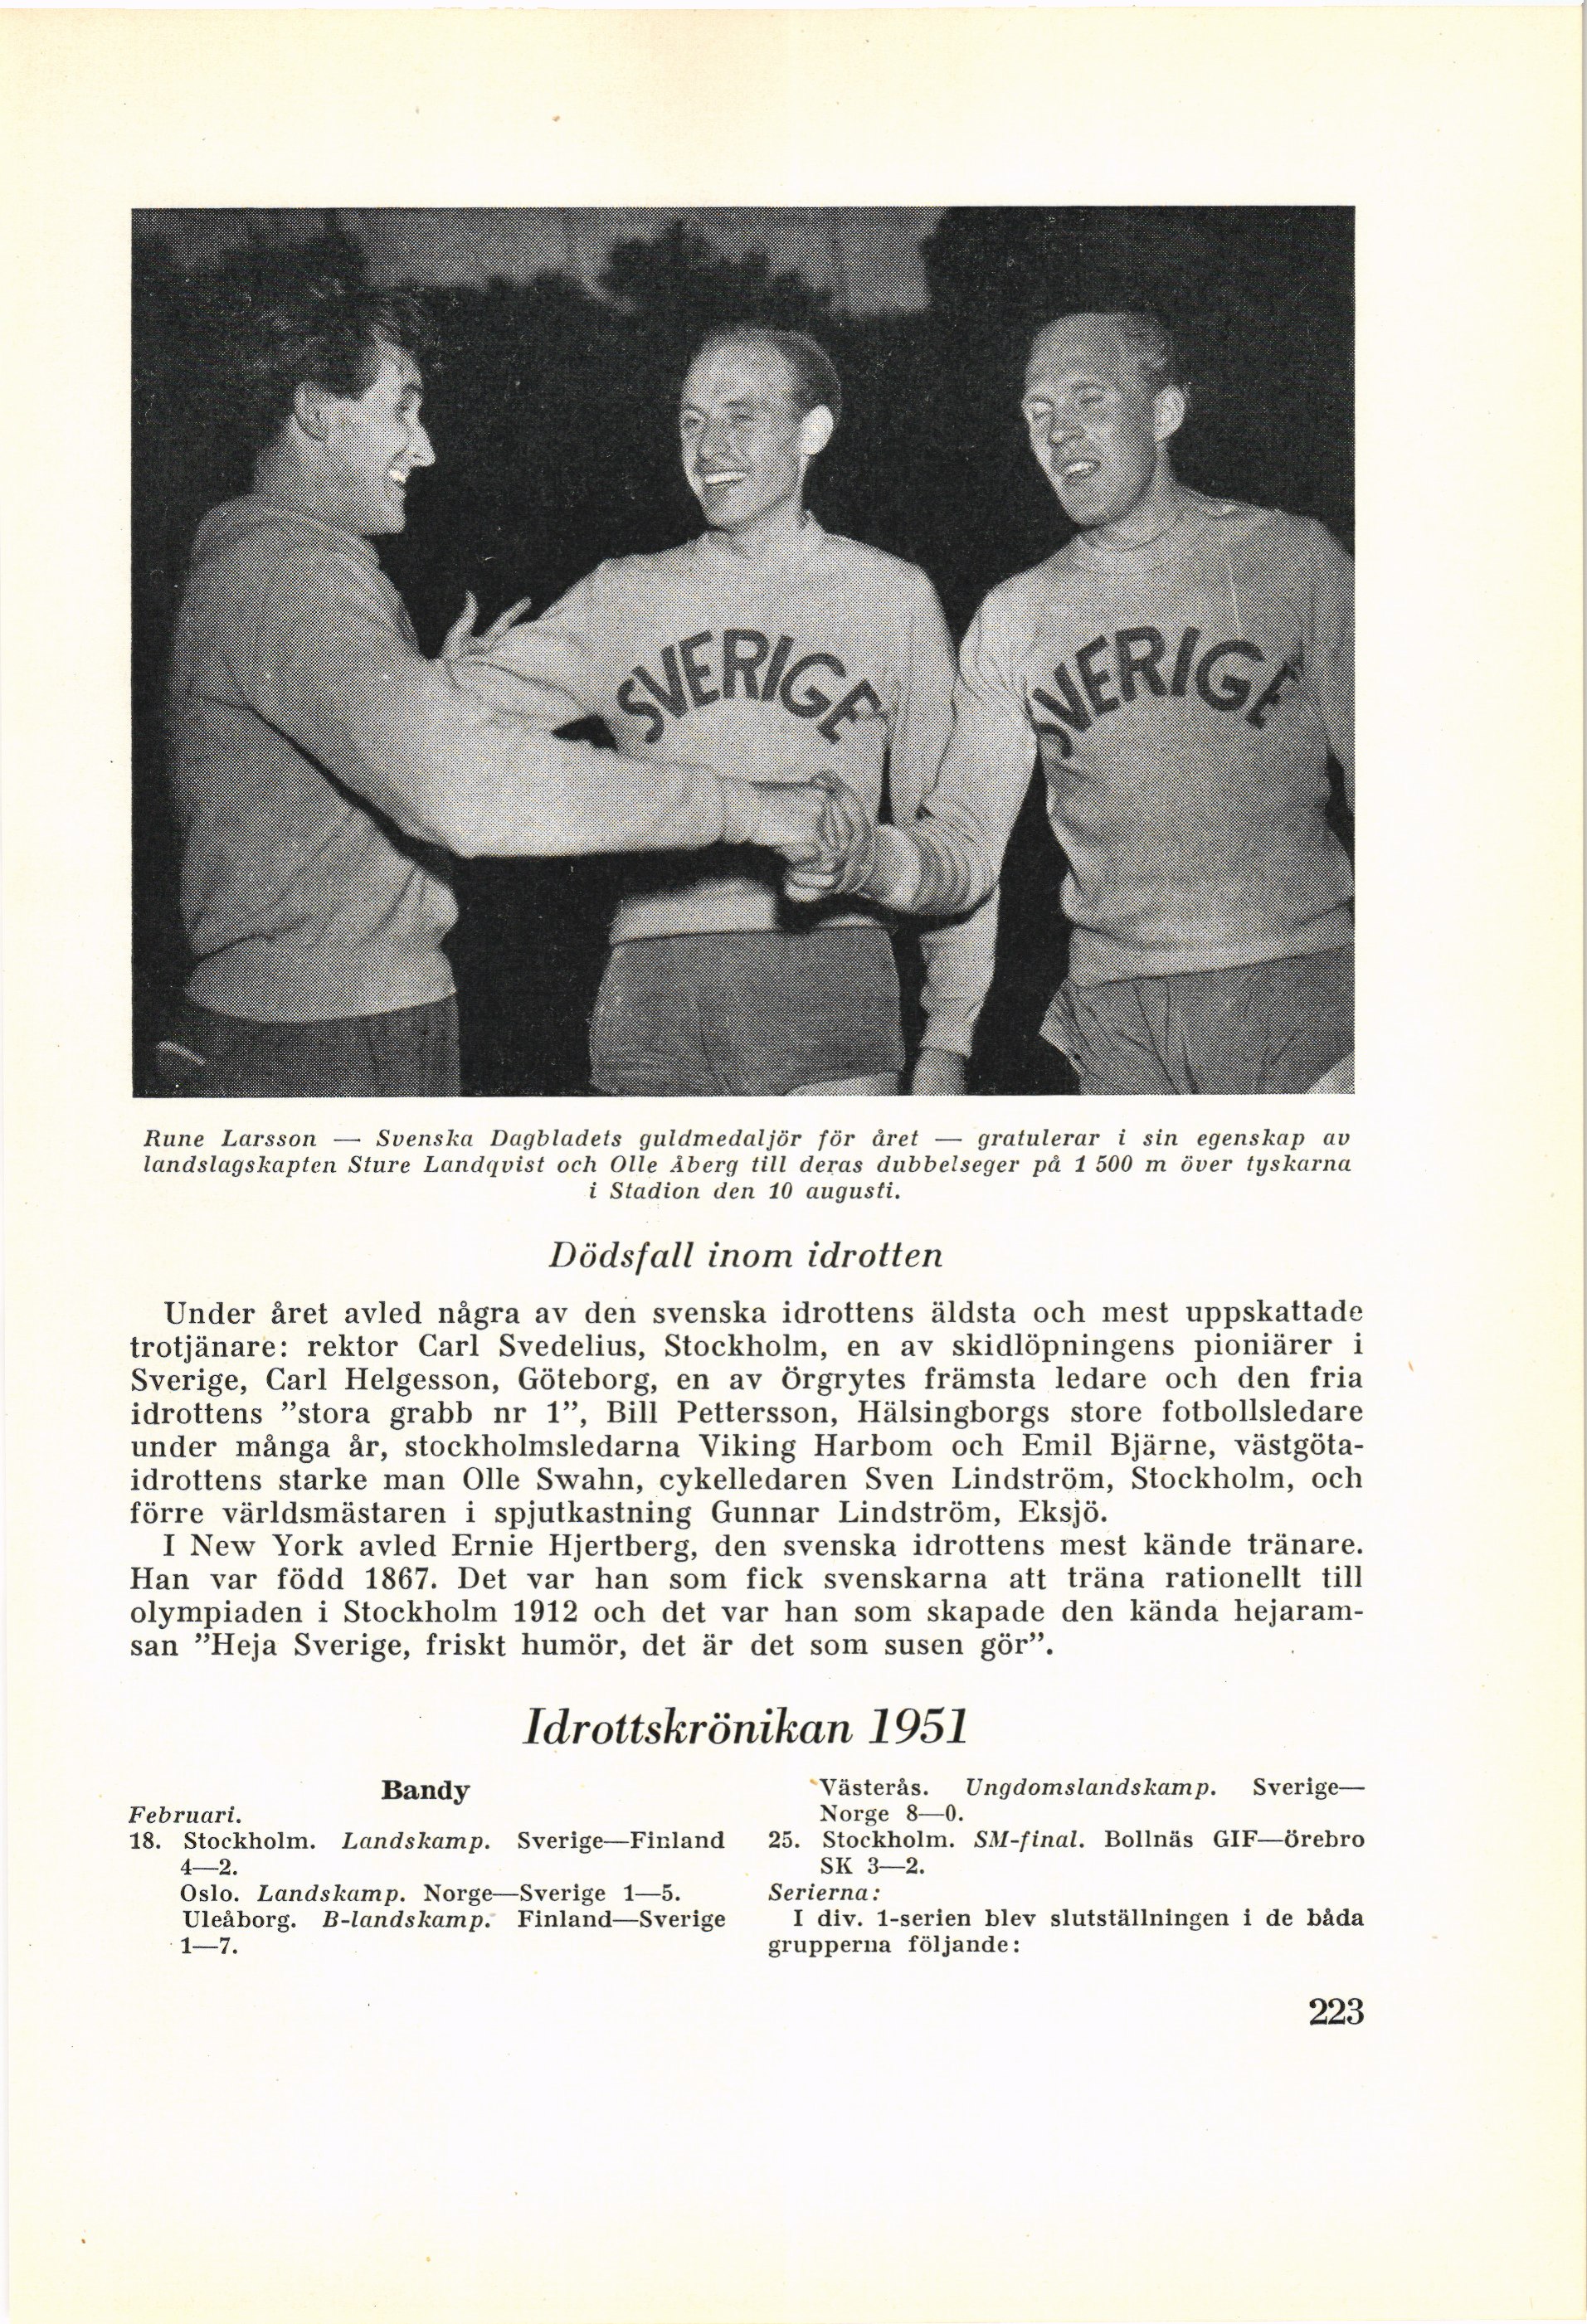 SVERIGE
SVERIGE
Rune Larsson — Svenska Dagbladets guldmedaljör för året — gratulerar i sin egenskap av
landslagskapten Sture Landqvist och Olle Åberg till deras dubbelseger på 1 500 m över tyskarna
i Stadion den 10 augusti.
Dödsfall inom idrotten
Under året avled några av den svenska idrottens äldsta och mest uppskattade
trotjänare: rektor Carl Svedelius, Stockholm, en av skidlöpningens pioniärer i
Sverige, Carl Helgesson, Göteborg, en av Örgrytes främsta ledare och den fria
idrottens ”stora grabb nr 1”, Bill Pettersson, Hälsingborgs store fotbollsledare
under många år, stockholmsledarna Viking Harbom och Emil Bjärne, västgöta-
idrottens starke man Olle Swahn, cykelledaren Sven Lindström, Stockholm, och
förre världsmästaren i spjutkastning Gunnar Lindström, Eksjö.
I New York avled Ernie Hjertberg, den svenska idrottens mest kände tränare.
Han var född 1867. Det var han som fick svenskarna att träna rationellt till
olympiaden i Stockholm 1912 och det var han som skapade den kända hejaram-
san ”Heja Sverige, friskt humör, det är det som susen gör”.
Idrottskrönikan 1951
Bandy
Februari.
18. Stockholm. Landskamp. Sverige—Finland
4—2.
Oslo. Landskamp. Norge—Sverige 1—5.
Uleåborg. B-landskamp. Finland—Sverige
1—7.
Västerås. Ungdomslandskamp. Sverige—
Norge 8—0.
25. Stockholm. SM-final. Bollnäs GIF—Örebro
SK 3—2.
Serierna:
I div. 1-serien blev slutställningen i de båda
grupperna följande:
223